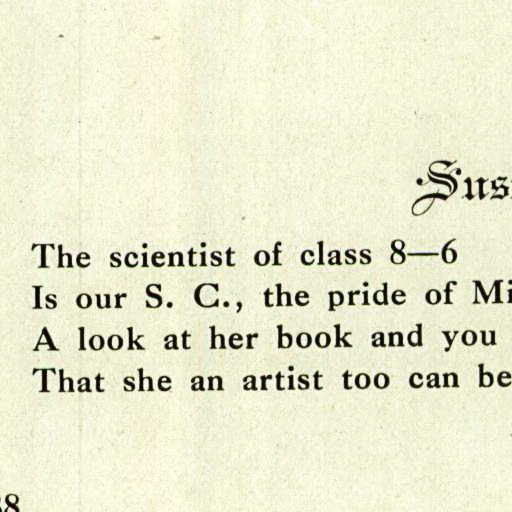 Sus
The scientist of class 8—6
Is our S. C., the pride of Mi
A look at her book and you
That she an artist too can be
38